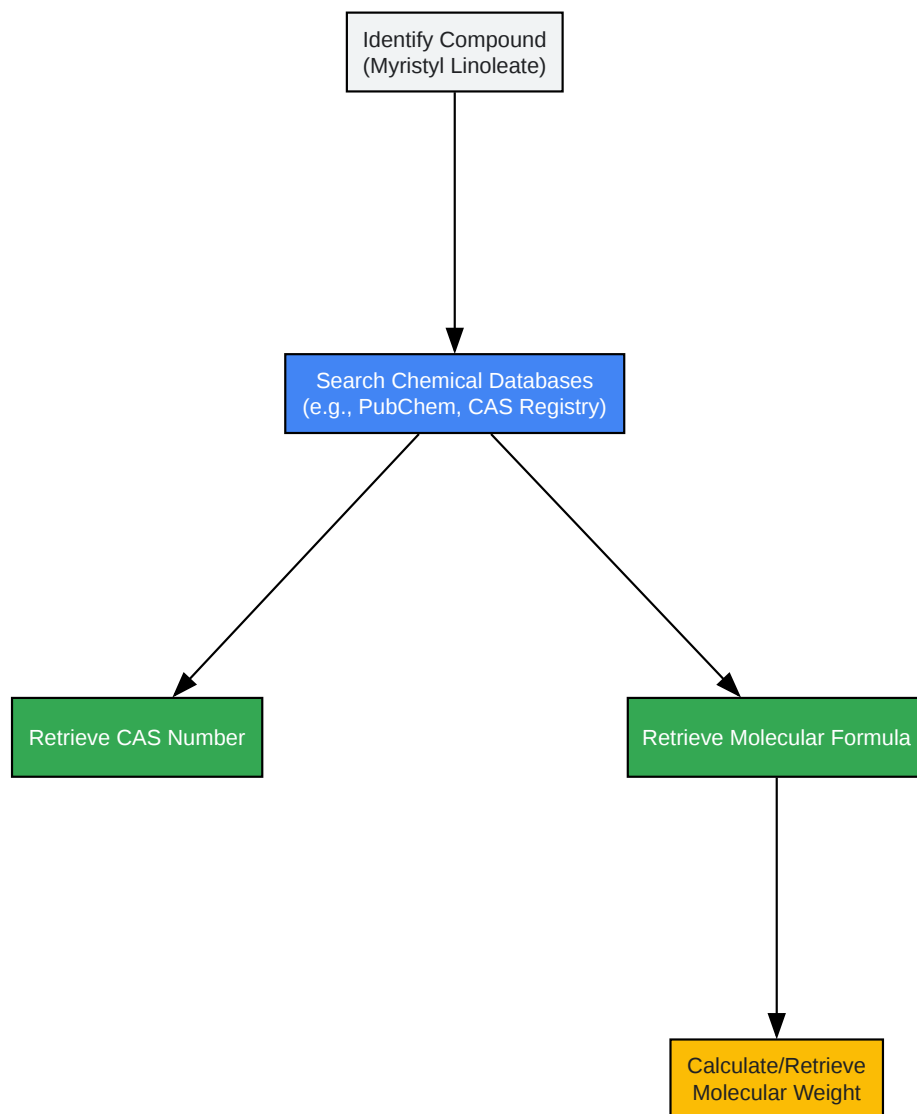 Identify Compound
(Myristyl Linoleate)
Search Chemical Databases
(e.g., PubChem, CAS Registry)
Retrieve CAS Number
Retrieve Molecular Formula
Calculate/Retrieve
Molecular Weight